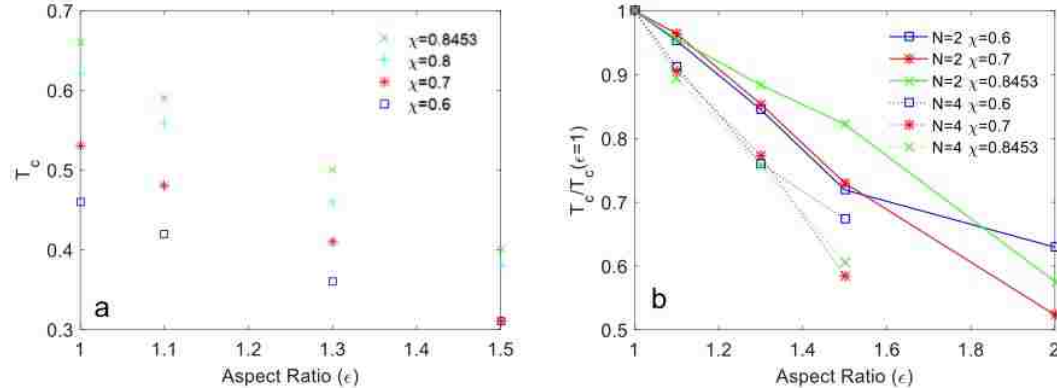 0.7
0.6
0.5
0.4
0.3
T_c
χ=0.8453
χ=0.8
χ=0.7
χ=0.6
a
1 1.1 1.2 1.3 1.4 1.5
Aspect Ratio (ϵ)
1
0.9
0.8
0.7
0.6
0.5
T_c/T_c(ϵ=1)
N=2 χ=0.6
N=2 χ=0.7
N=2 χ=0.8453
N=4 χ=0.6
N=4 χ=0.7
N=4 χ=0.8453
b
1 1.2 1.4 1.6 1.8 2
Aspect Ratio (ϵ)